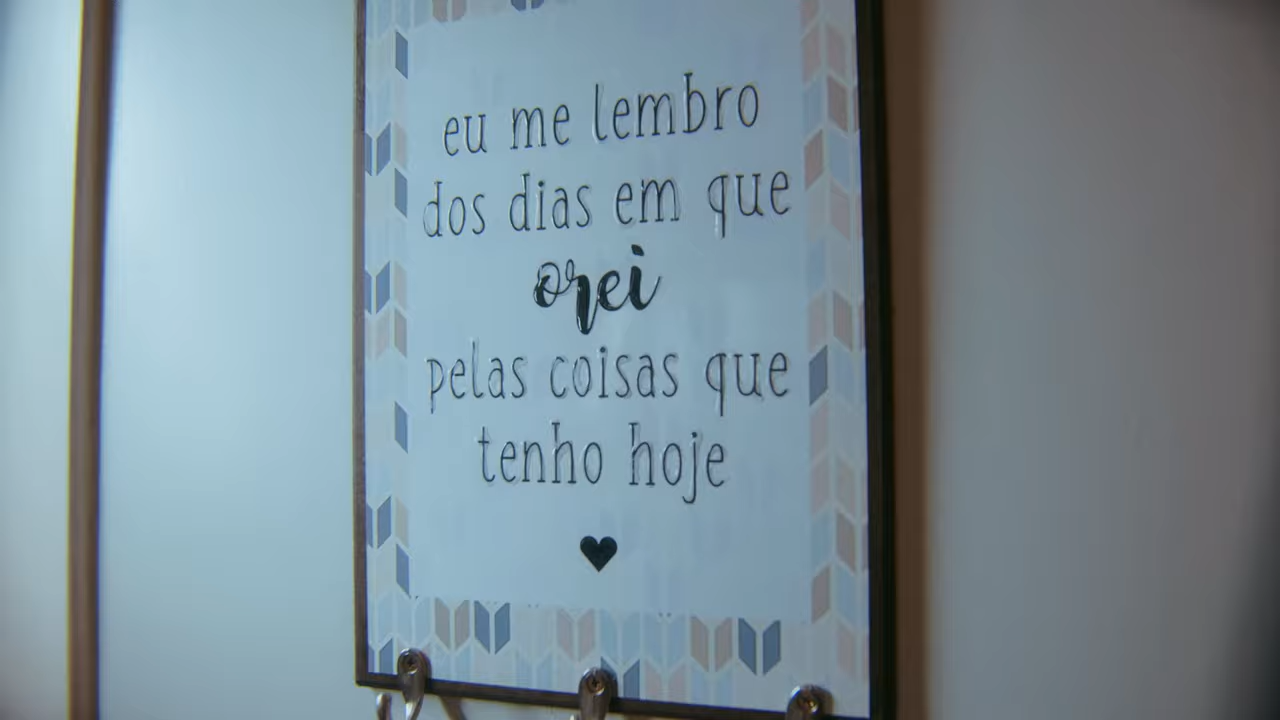 eu me lembro
dos dias em que
orei
pelas coisas que
tenho hoje